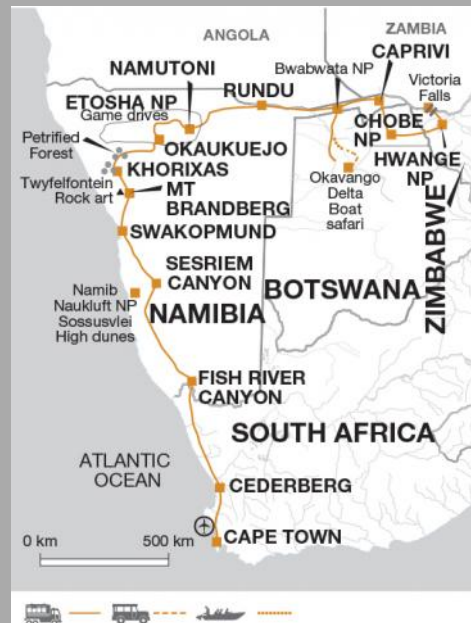 ANGOLA
ZAMBIA
NAMUTONI
Bwabwata NP
CAPRIVI
RUNDU
Victoria
Falls
ETOSHA NP
Game drives
CHOBE
NP
Petrified
Forest
OKAUKUEJO
HWANGE
NP
KHORIXAS
Twyfelfontein
Rock art
MT
BRANDBERG
Okavango
Delta
Boat
safari
SWAKOPMUND
ZIMBABWE
SESRIEM
CANYON
BOTSWANA
Namib
Naukluft NP
Sossusvlei
High dunes
NAMIBIA
FISH RIVER
CANYON
SOUTH AFRICA
ATLANTIC
OCEAN
CEDERBERG
0 km
500 km
CAPE TOWN